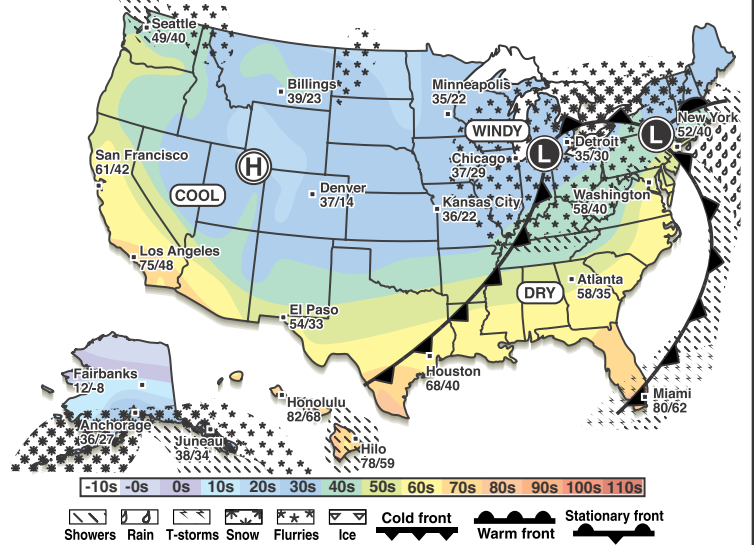 Seattle
49/40
Billings
39/23
Minneapolis
35/22
WINDY
New York
52/40
L
L
Detroit
35/30
San Francisco
61/42
H
Chicago
37/29
COOL
Denver
37/14
Kansas City
36/22
Washington
58/40
Los Angeles
75/48
DRY
Atlanta
58/35
El Paso
54/33
Houston
68/40
Fairbanks
12/-8
Honolulu
82/68
Miami
80/62
Anchorage
36/27
Juneau
38/34
Hilo
78/59
-10s -0s 0s 10s 20s 30s 40s 50s 60s 70s 80s 90s 100s 110s
Showers Rain T-storms Snow Flurries Ice Cold front Warm front Stationary front